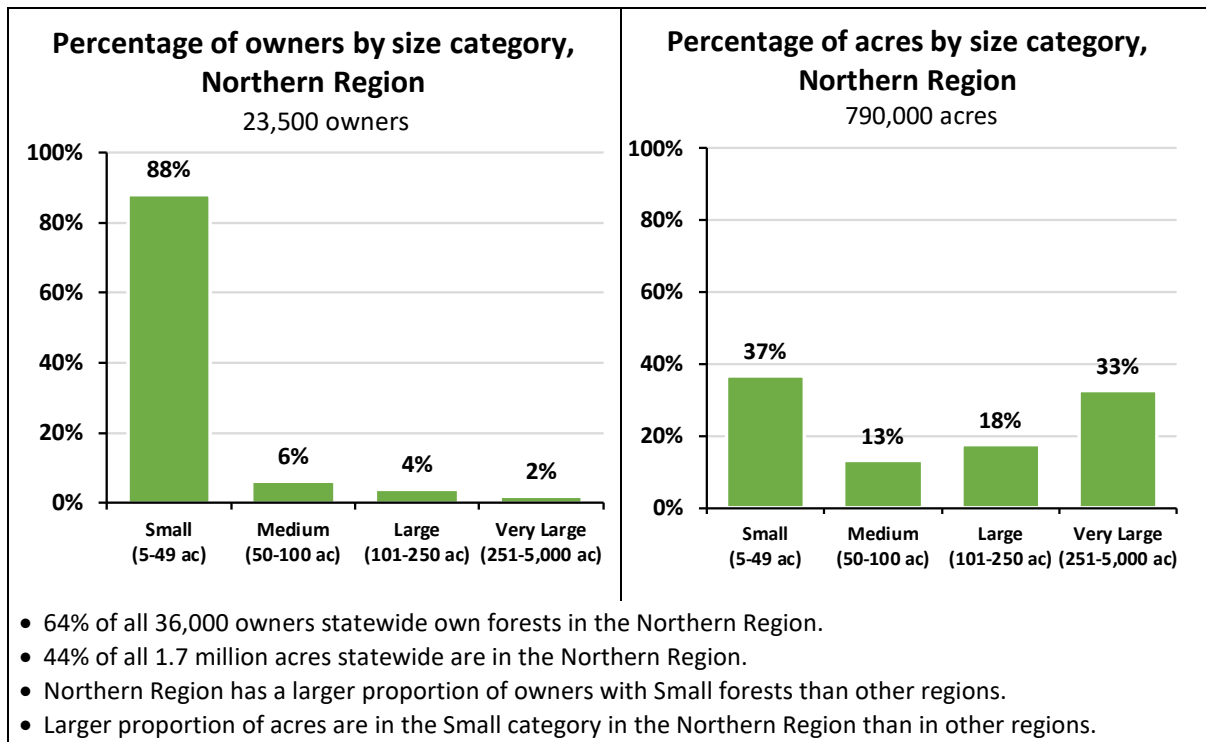 Percentage of owners by size category,
Northern Region
23,500 owners
100%
80%
60%
40%
20%
0%
88%
6%
4%
2%
Small
(5-49 ac)
Medium
(50-100 ac)
Large
(101-250 ac)
Very Large
(251-5,000 ac)
Percentage of acres by size category,
Northern Region
790,000 acres
100%
80%
60%
40%
20%
0%
37%
13%
18%
33%
Small
(5-49 ac)
Medium
(50-100 ac)
Large
(101-250 ac)
Very Large
(251-5,000 ac)
• 64% of all 36,000 owners statewide own forests in the Northern Region.
• 44% of all 1.7 million acres statewide are in the Northern Region.
• Northern Region has a larger proportion of owners with Small forests than other regions.
• Larger proportion of acres are in the Small category in the Northern Region than in other regions.